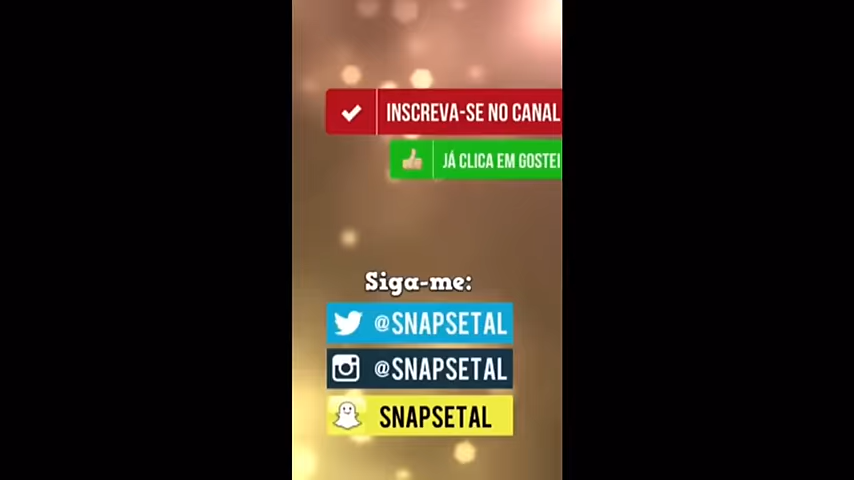 INSCREVA-SE NO CANAL
JÁ CLICA EM GOSTEI
Siga-me:
@SNAPSETAL
@SNAPSETAL
SNAPSETAL